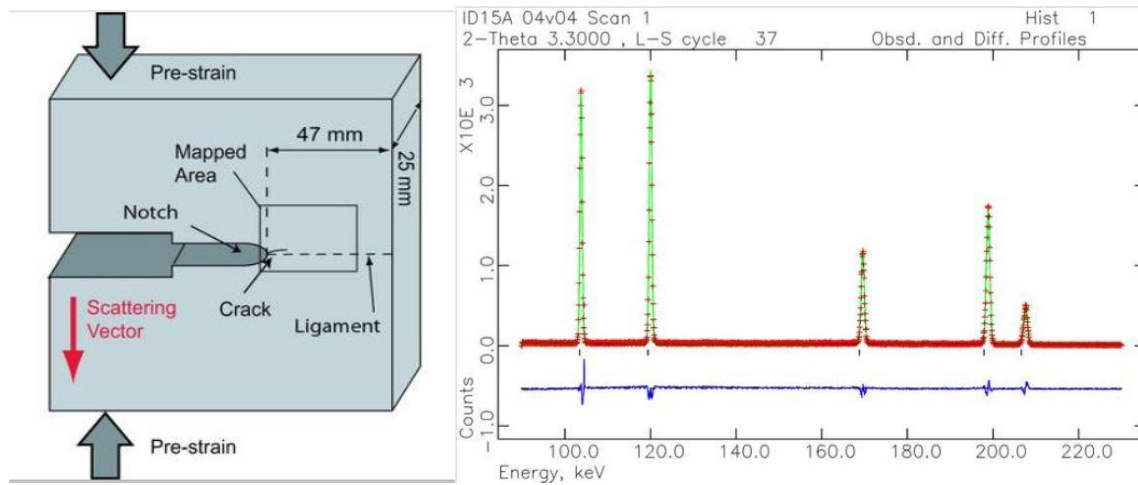 Pre-strain
47 mm
Mapped
Area
25 mm
Notch
Crack
Scattering
Vector
Ligament
Pre-strain
ID15A 04v04 Scan 1 Hist 1
2-Theta 3.3000 , L-S cycle 37 Obsd. and Diff. Profiles
X10E 3
3.0
2.0
1.0
0.0
-1.0
Counts
100.0 120.0 140.0 160.0 180.0 200.0 220.0
Energy, keV